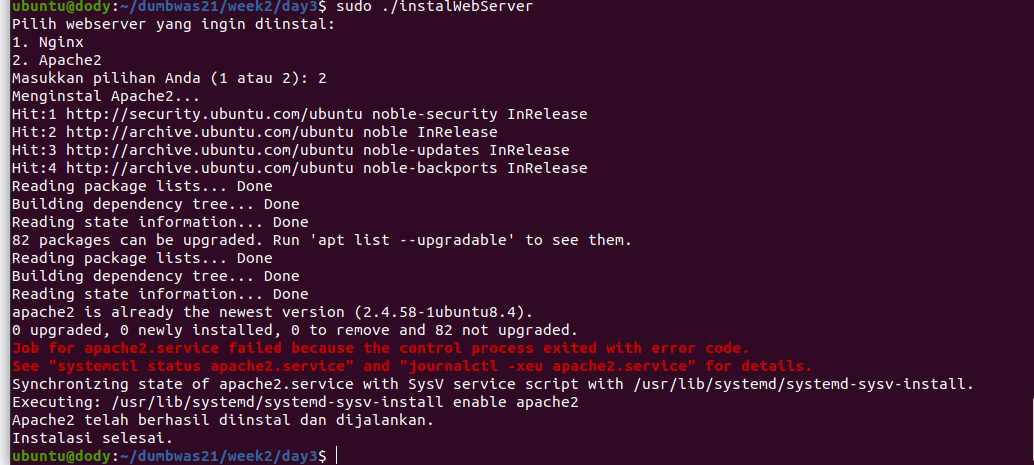 ubuntu@dody:~/dumbwas21/week2/day3$ sudo ./instalWebServer
Pilih webserver yang ingin diinstal:
1. Nginx
2. Apache2
Masukkan pilihan Anda (1 atau 2): 2
Menginstal Apache2...
Hit:1 http://security.ubuntu.com/ubuntu noble-security InRelease
Hit:2 http://archive.ubuntu.com/ubuntu noble InRelease
Hit:3 http://archive.ubuntu.com/ubuntu noble-updates InRelease
Hit:4 http://archive.ubuntu.com/ubuntu noble-backports InRelease
Reading package lists... Done
Building dependency tree... Done
Reading state information... Done
82 packages can be upgraded. Run 'apt list --upgradable' to see them.
Reading package lists... Done
Building dependency tree... Done
Reading state information... Done
apache2 is already the newest version (2.4.58-1ubuntu8.4).
0 upgraded, 0 newly installed, 0 to remove and 82 not upgraded.
Job for apache2.service failed because the control process exited with error code.
See "systemctl status apache2.service" and "journalctl -xeu apache2.service" for details.
Synchronizing state of apache2.service with SysV service script with /usr/lib/systemd/systemd-sysv-install.
Executing: /usr/lib/systemd/systemd-sysv-install enable apache2
Apache2 telah berhasil diinstal dan dijalankan.
Instalasi selesai.
ubuntu@dody:~/dumbwas21/week2/day3$